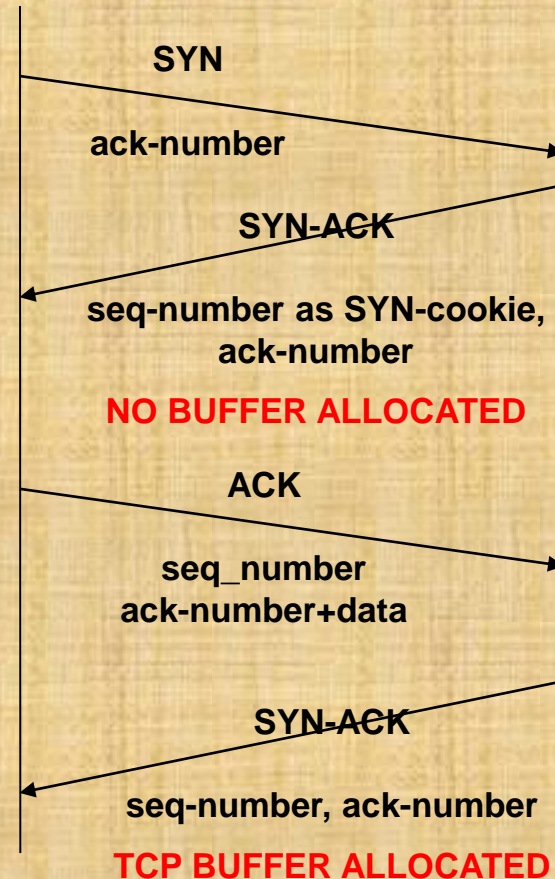 SYN
ack-number
SYN-ACK
seq-number as SYN-cookie,
ack-number
NO BUFFER ALLOCATED
ACK
seq_number
ack-number+data
SYN-ACK
seq-number, ack-number
TCP BUFFER ALLOCATED